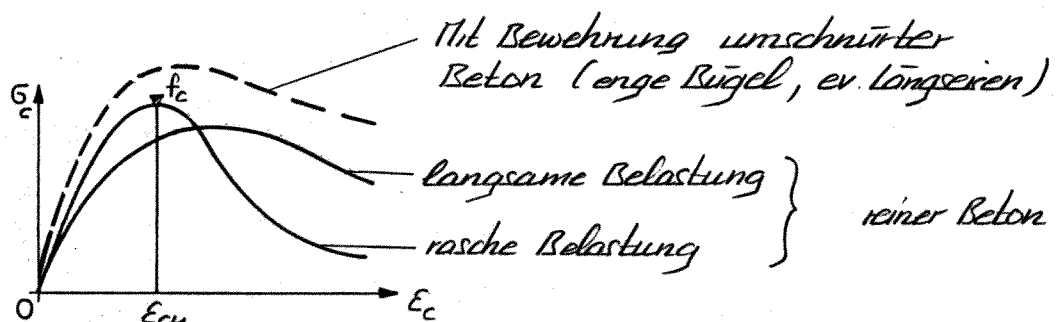 Mit Bewehrung umschnürter
Beton (enge Bügel, ev. Längseisen)
σc
fc
langsame Belastung
reiner Beton
rasche Belastung
0
εcu
εc